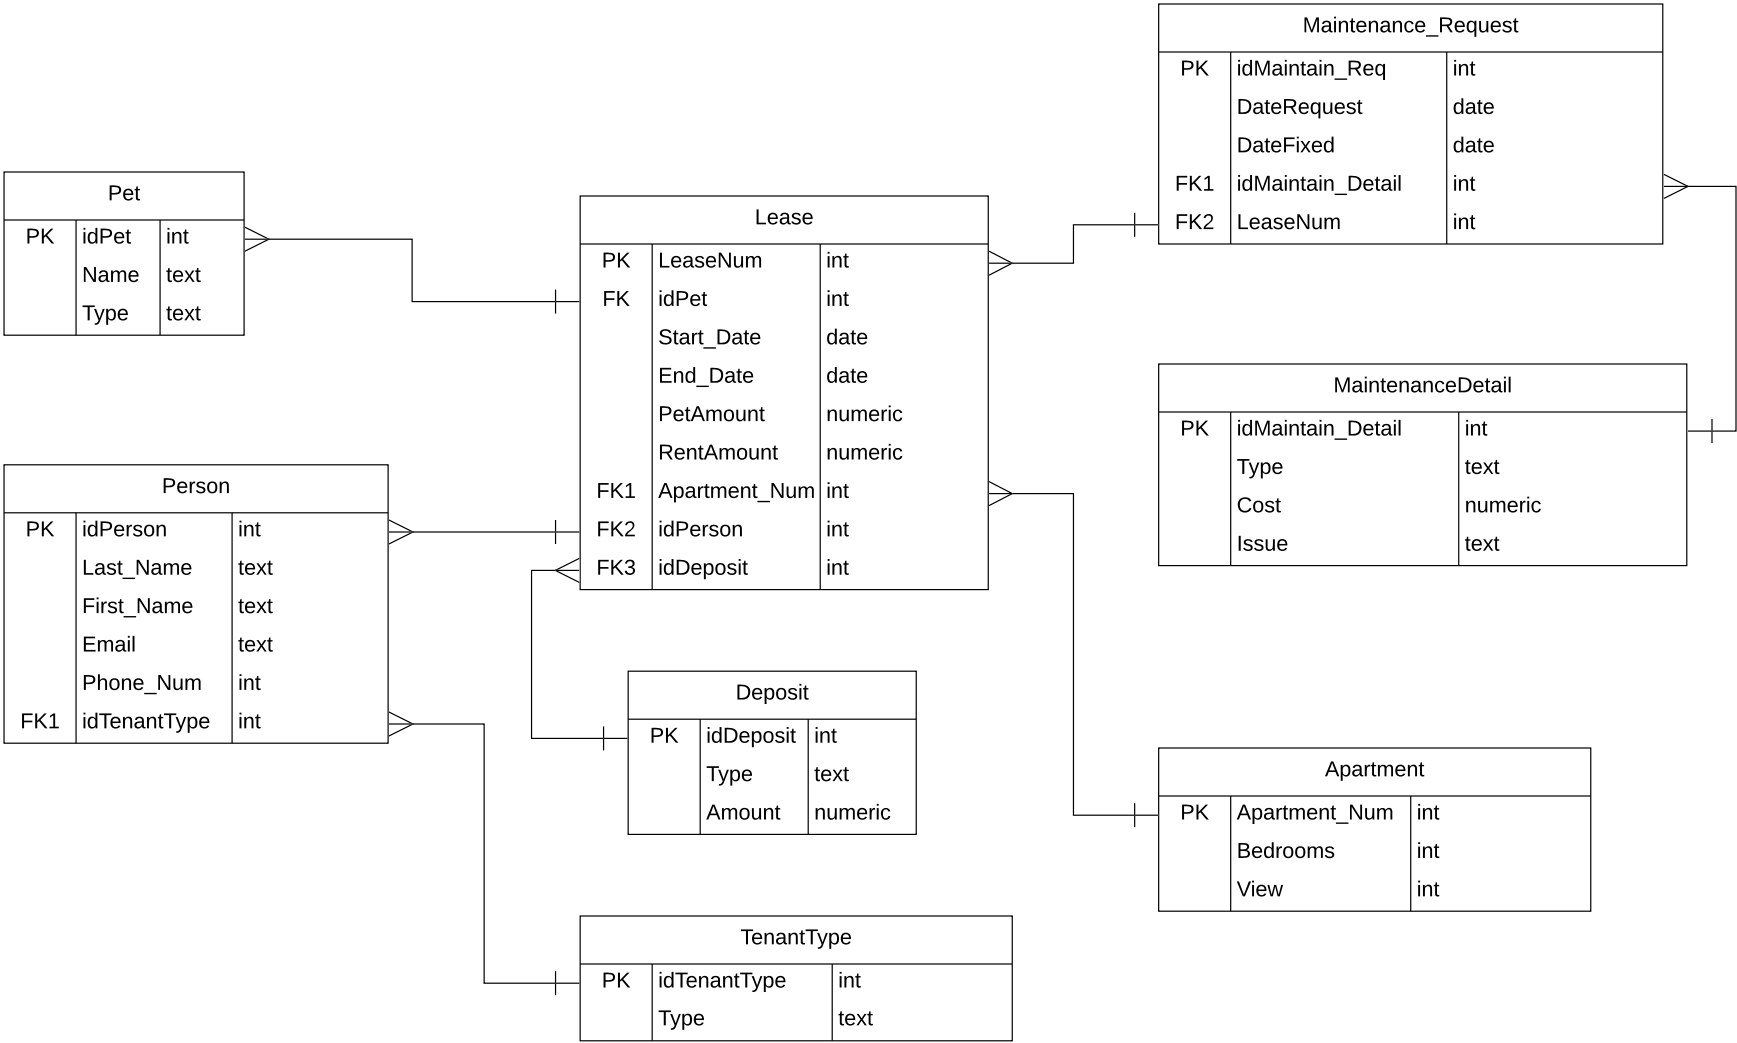 Maintenance_Request
PK idMaintain_Req int
DateRequest date
DateFixed date
FK1 idMaintain_Detail int
FK2 LeaseNum int
Pet
PK idPet int
Name text
Type text
Lease
PK LeaseNum int
FK idPet int
Start_Date date
End_Date date
PetAmount numeric
RentAmount numeric
FK1 Apartment_Num int
FK2 idPerson int
FK3 idDeposit int
MaintenanceDetail
PK idMaintain_Detail int
Type text
Cost numeric
Issue text
Person
PK idPerson int
Last_Name text
First_Name text
Email text
Phone_Num int
FK1 idTenantType int
Deposit
PK idDeposit int
Type text
Amount numeric
Apartment
PK Apartment_Num int
Bedrooms int
View int
TenantType
PK idTenantType int
Type text